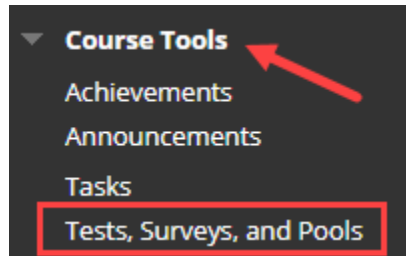 Course Tools
Achievements
Announcements
Tasks
Tests, Surveys, and Pools